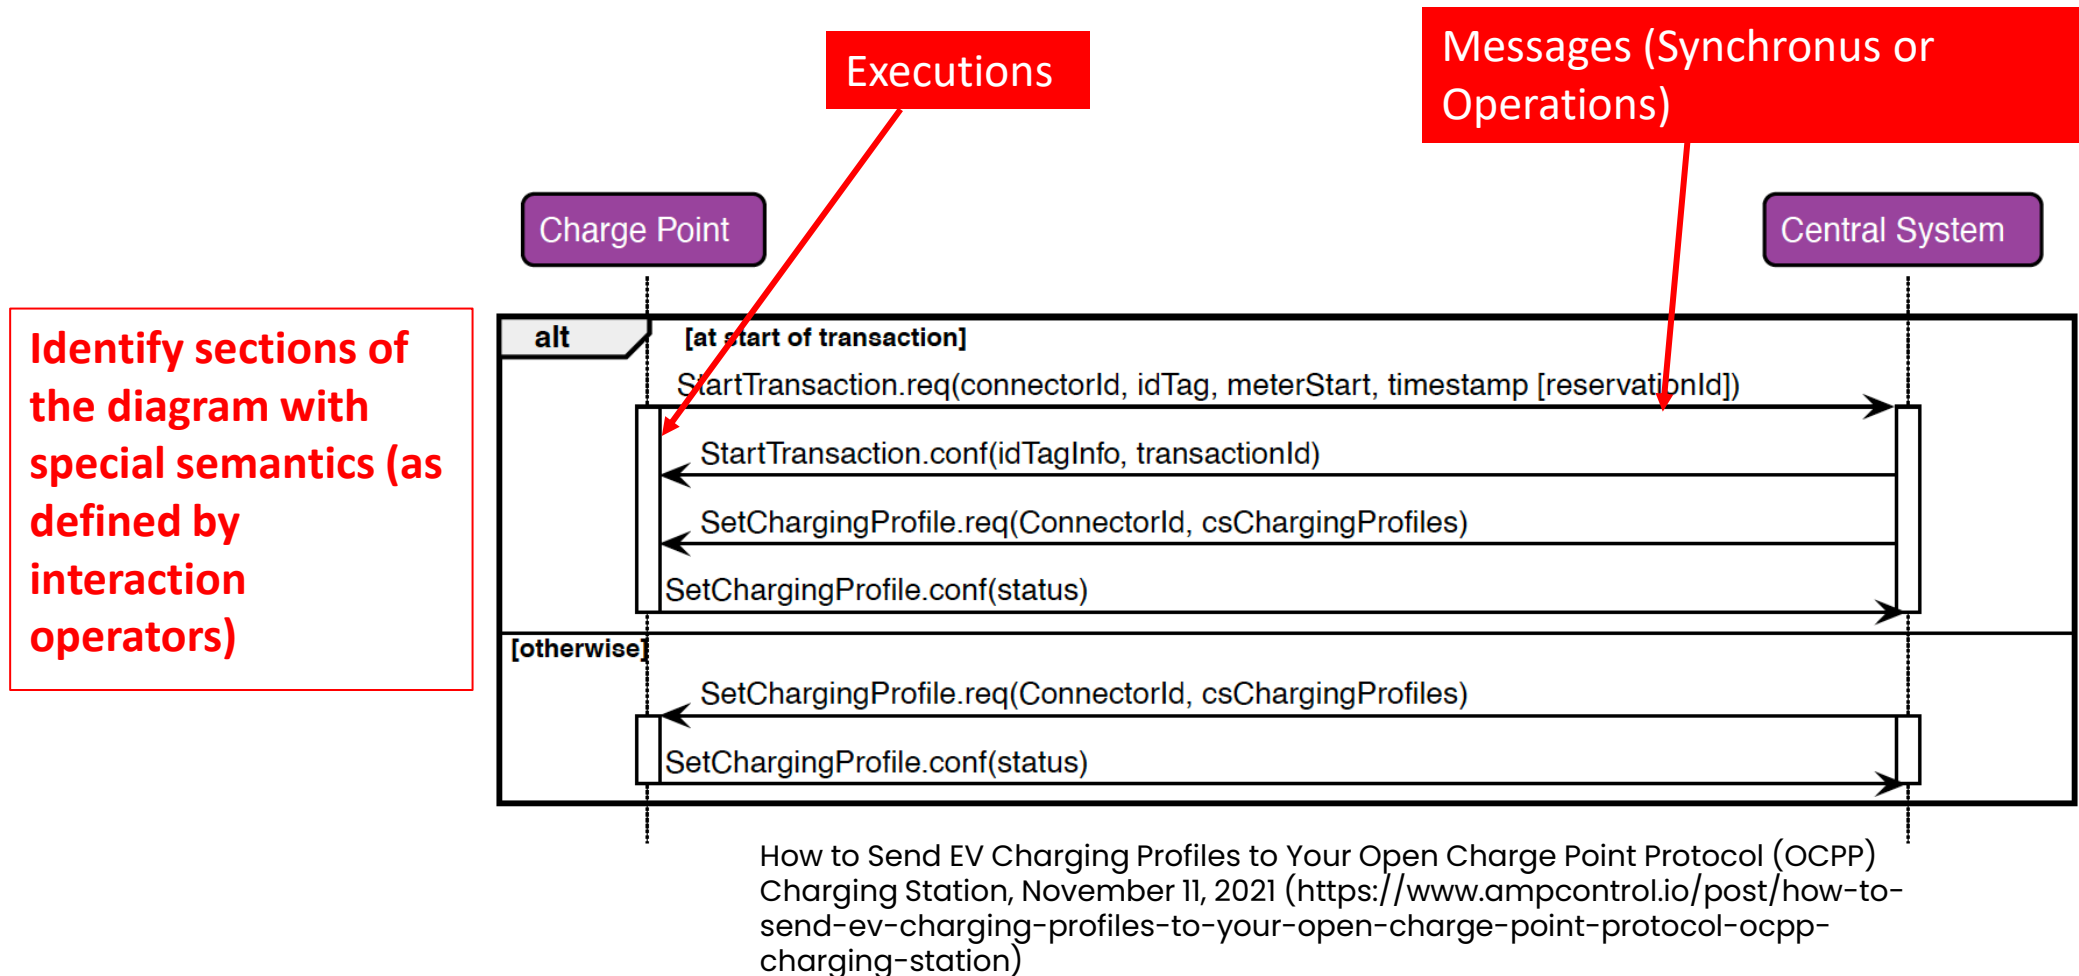 Executions
Messages (Synchronus or
Operations)
Charge Point
Central System
Identify sections of
the diagram with
special semantics (as
defined by
interaction
operators)
alt
[at start of transaction]
StartTransaction.req(connectorId, idTag, meterStart, timestamp [reservationId])
StartTransaction.conf(idTagInfo, transactionId)
SetChargingProfile.req(ConnectorId, csChargingProfiles)
SetChargingProfile.conf(status)
[otherwise]
SetChargingProfile.req(ConnectorId, csChargingProfiles)
SetChargingProfile.conf(status)
How to Send EV Charging Profiles to Your Open Charge Point Protocol (OCPP)
Charging Station, November 11, 2021 (https://www.ampcontrol.io/post/how-to-
send-ev-charging-profiles-to-your-open-charge-point-protocol-ocpp-
charging-station)